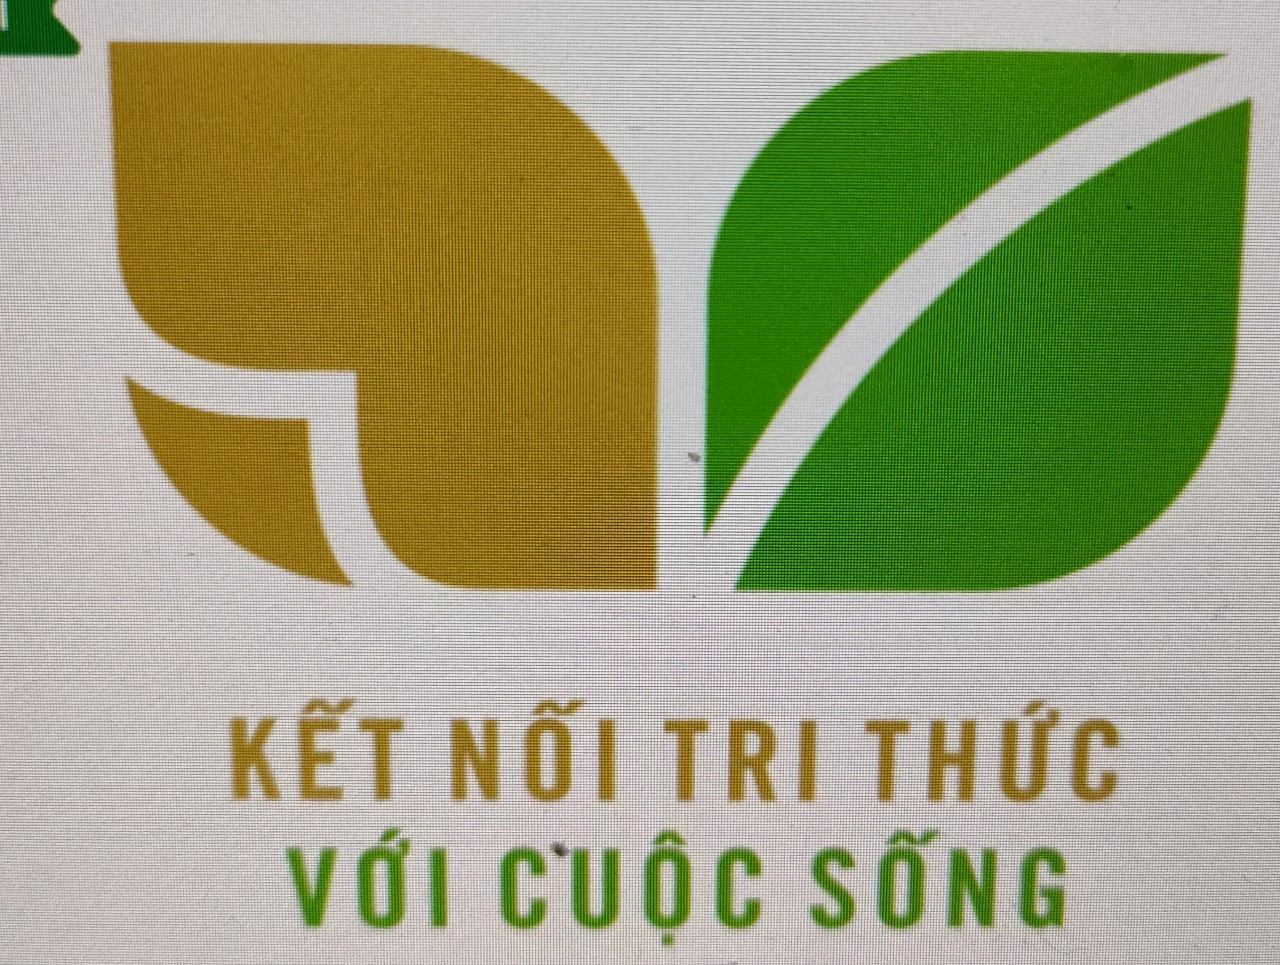 KẾT NỐI TRI THỨC
VỚI CUỘC SỐNG